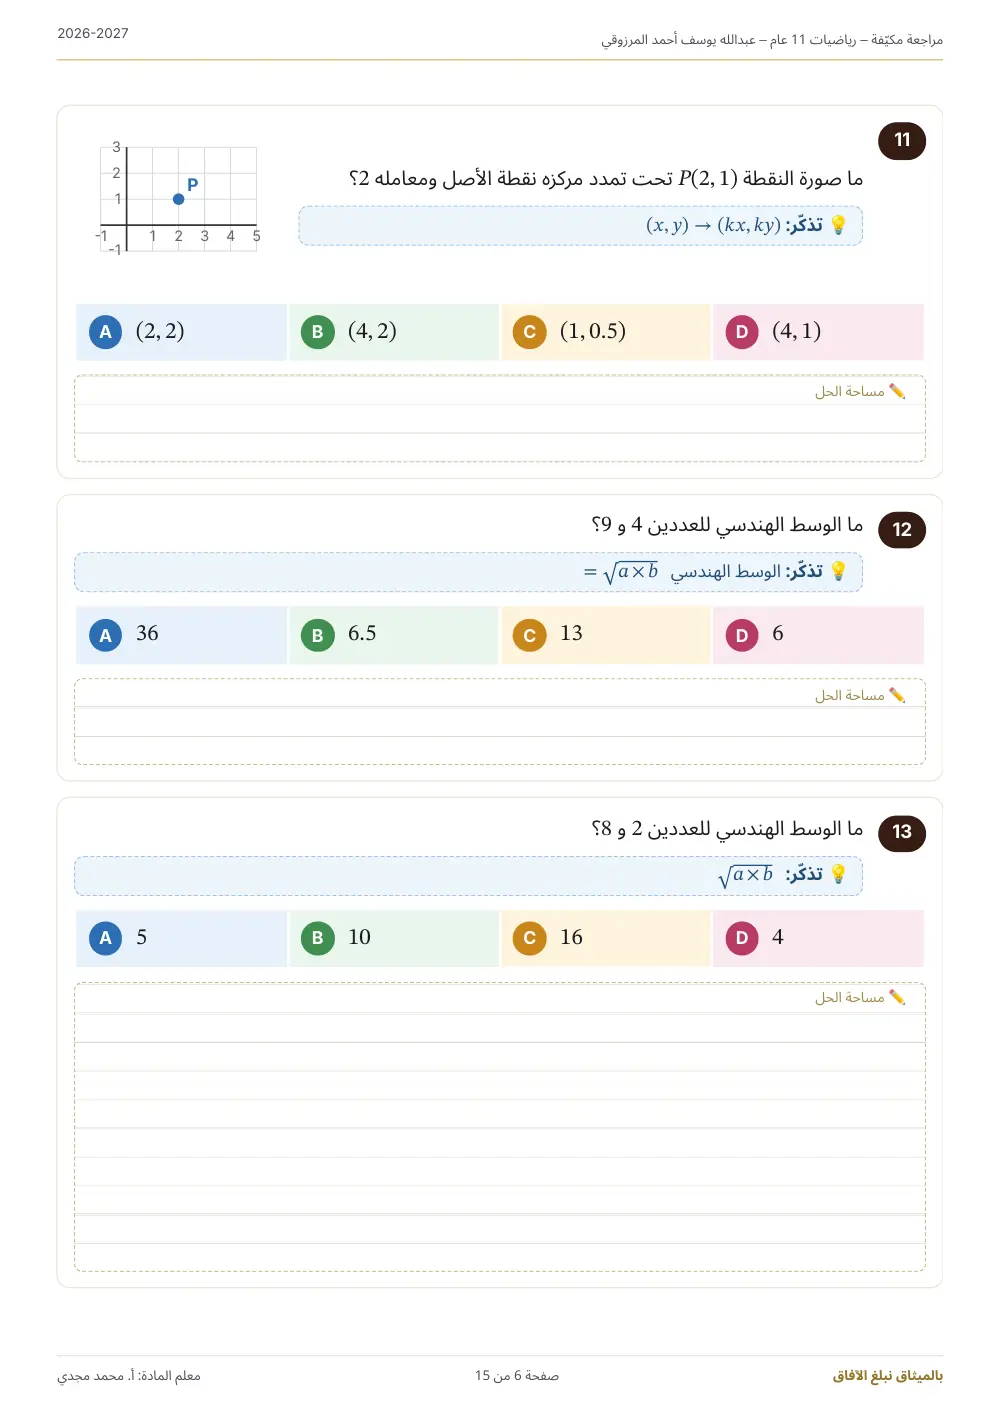 مراجعة مكيّفة – رياضيات 11 عام – عبدالله يوسف أحمد المرزوقي
2026-2027
11
ما صورة النقطة P(2, 1) تحت تمدد مركزه نقطة الأصل ومعامله 2؟
💡 تذكّر: (x, y) → (kx, ky)
3
2
1
-1 1 2 3 4 5
-1
P
A (2, 2)
B (4, 2)
C (1, 0.5)
D (4, 1)
✏️ مساحة الحل
12
ما الوسط الهندسي للعددين 4 و 9؟
💡 تذكّر: الوسط الهندسي = √a×b
A 36
B 6.5
C 13
D 6
✏️ مساحة الحل
13
ما الوسط الهندسي للعددين 2 و 8؟
💡 تذكّر: √a×b
A 5
B 10
C 16
D 4
✏️ مساحة الحل
بالميثاق نبلغ الآفاق
صفحة 6 من 15
معلم المادة: أ. محمد مجدي